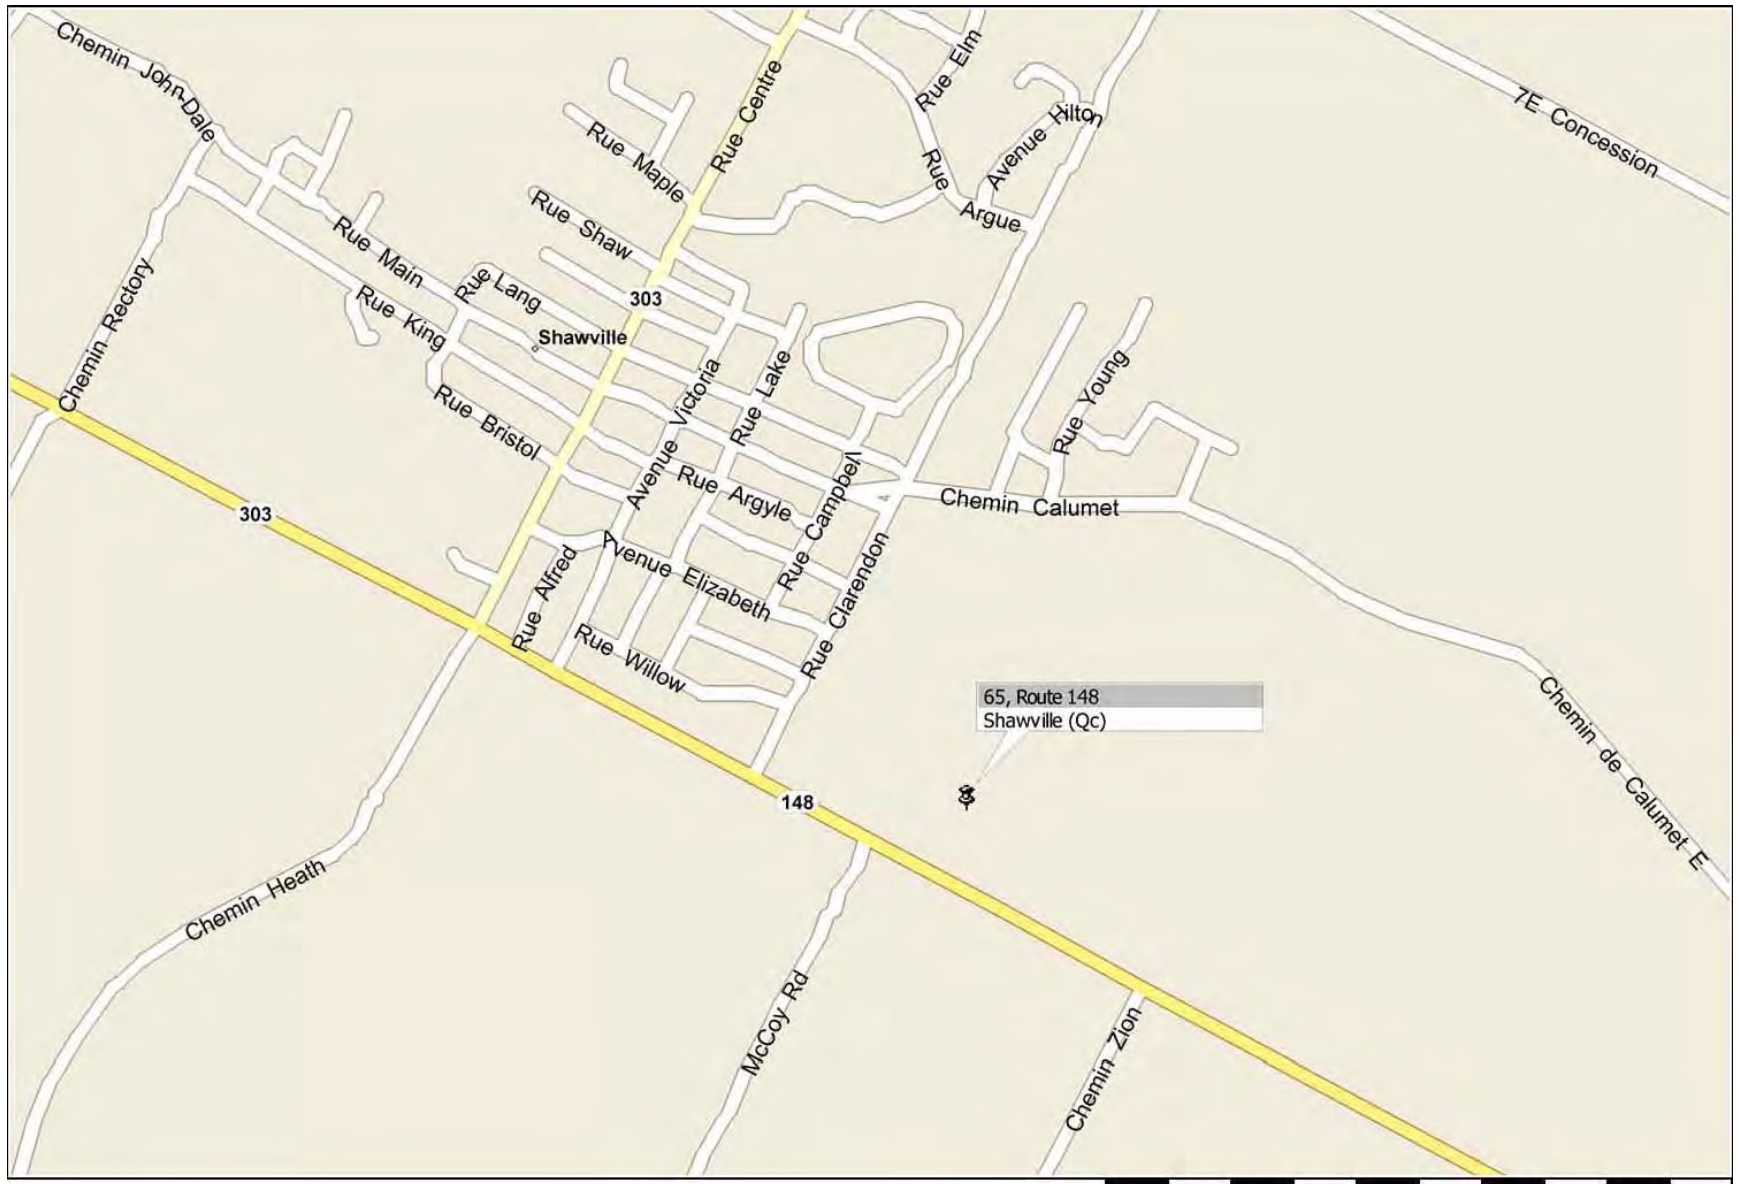 Chemin John-Dale
Rue Centre
Rue Elm
7E Concession
Avenue Hilton
Rue Maple
Rue Argue
Rue Shaw
Rue Main
Rue Lang
Chemin Rectory
303
Rue King
Shawville
Avenue Victoria
Rue Lake
Rue Young
Rue Bristol
Rue Argyle
Rue Campbell
Chemin Calumet
303
Rue Alfred
Avenue Elizabeth
Rue Clarendon
Rue Willow
65, Route 148
Shawville (Qc)
Chemin de Calumet E
148
Chemin Heath
McCoy Rd
Chemin Zion